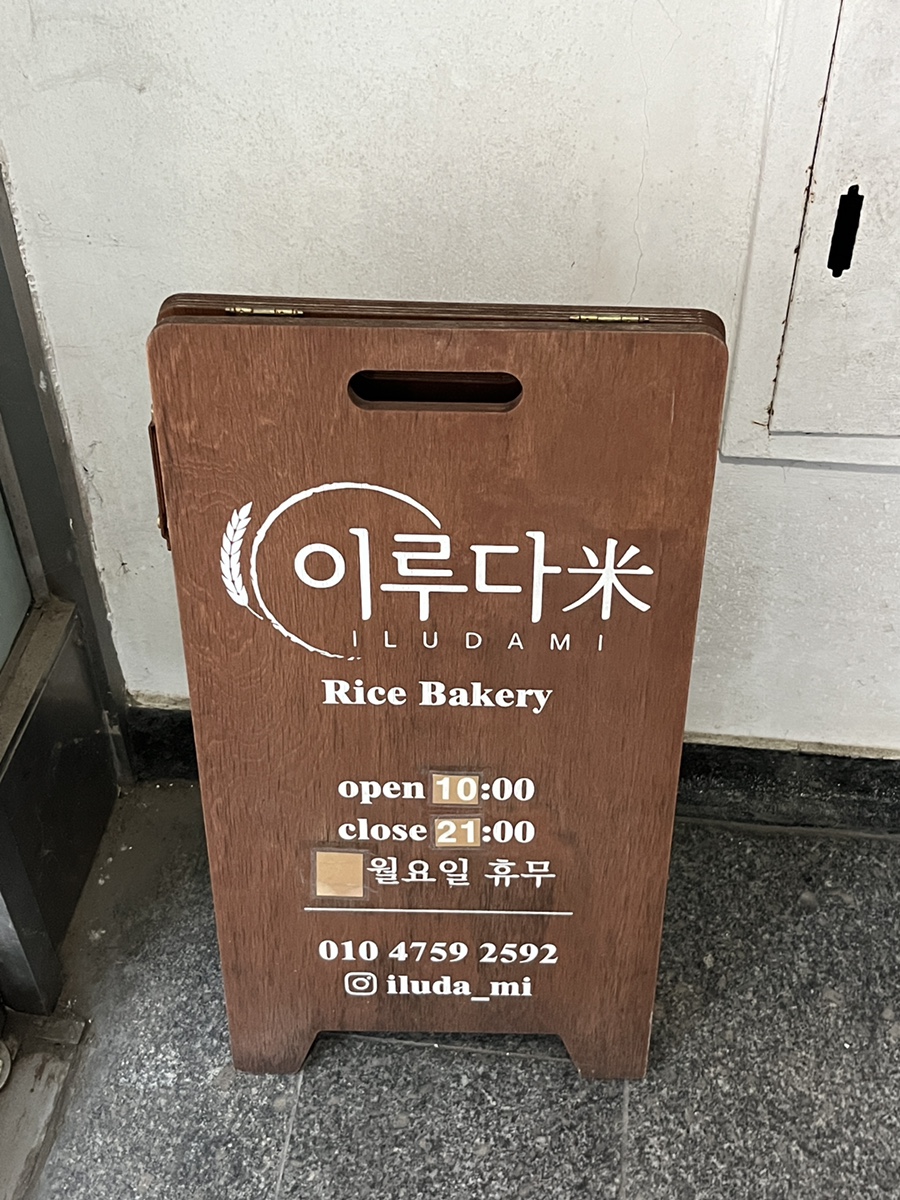 이루다米
ILUDAMI
Rice Bakery
open 10:00
close 21:00
월요일 휴무
010 4759 2592
iluda_mi